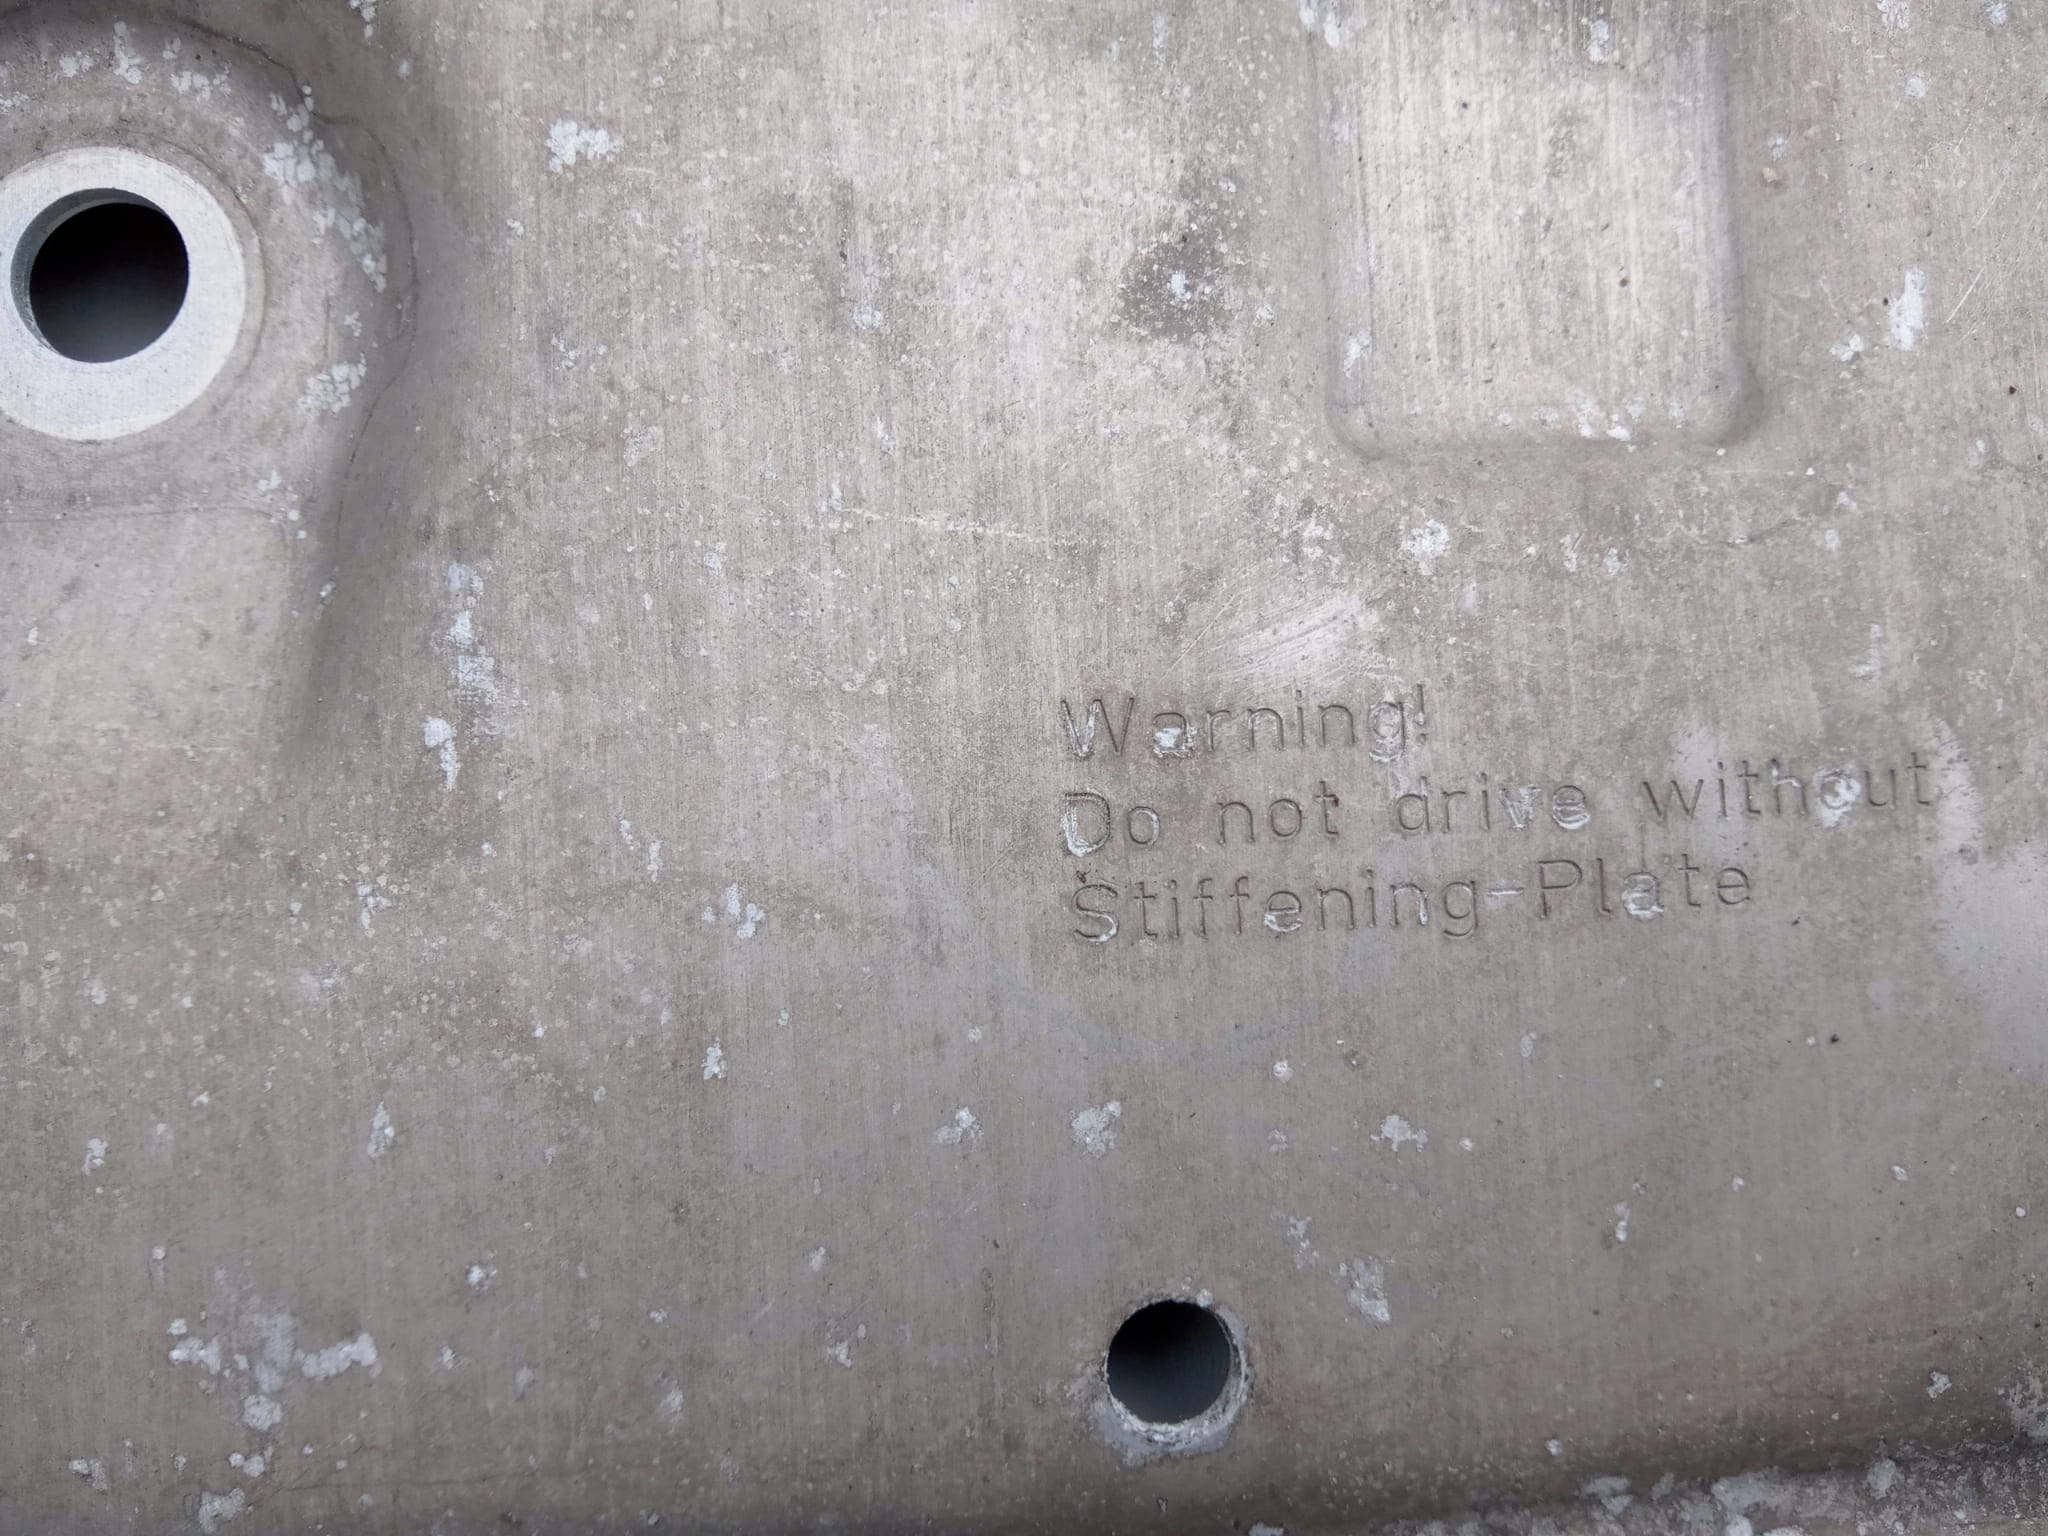 Warning!
Do not drive without
Stiffening-Plate